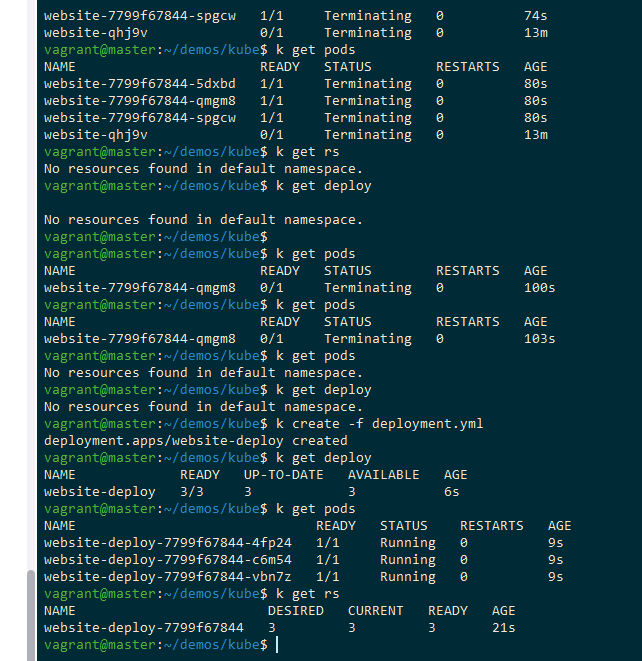 website-7799f67844-spgcw   1/1     Terminating   0          74s
website-qhj9v              0/1     Terminating   0          13m
vagrant@master:~/demos/kube$ k get pods
NAME                       READY   STATUS        RESTARTS   AGE
website-7799f67844-5dxbd   1/1     Terminating   0          80s
website-7799f67844-qmgm8   1/1     Terminating   0          80s
website-7799f67844-spgcw   1/1     Terminating   0          80s
website-qhj9v              0/1     Terminating   0          13m
vagrant@master:~/demos/kube$ k get rs
No resources found in default namespace.
vagrant@master:~/demos/kube$ k get deploy
No resources found in default namespace.
vagrant@master:~/demos/kube$
vagrant@master:~/demos/kube$ k get pods
NAME                       READY   STATUS        RESTARTS   AGE
website-7799f67844-qmgm8   0/1     Terminating   0          100s
vagrant@master:~/demos/kube$ k get pods
NAME                       READY   STATUS        RESTARTS   AGE
website-7799f67844-qmgm8   0/1     Terminating   0          103s
vagrant@master:~/demos/kube$ k get pods
No resources found in default namespace.
vagrant@master:~/demos/kube$ k get deploy
No resources found in default namespace.
vagrant@master:~/demos/kube$ k create -f deployment.yml
deployment.apps/website-deploy created
vagrant@master:~/demos/kube$ k get deploy
NAME             READY   UP-TO-DATE   AVAILABLE   AGE
website-deploy   3/3     3            3           6s
vagrant@master:~/demos/kube$ k get pods
NAME                              READY   STATUS    RESTARTS   AGE
website-deploy-7799f67844-4fp24   1/1     Running   0          9s
website-deploy-7799f67844-c6m54   1/1     Running   0          9s
website-deploy-7799f67844-vbn7z   1/1     Running   0          9s
vagrant@master:~/demos/kube$ k get rs
NAME                        DESIRED   CURRENT   READY   AGE
website-deploy-7799f67844   3         3         3       21s
vagrant@master:~/demos/kube$